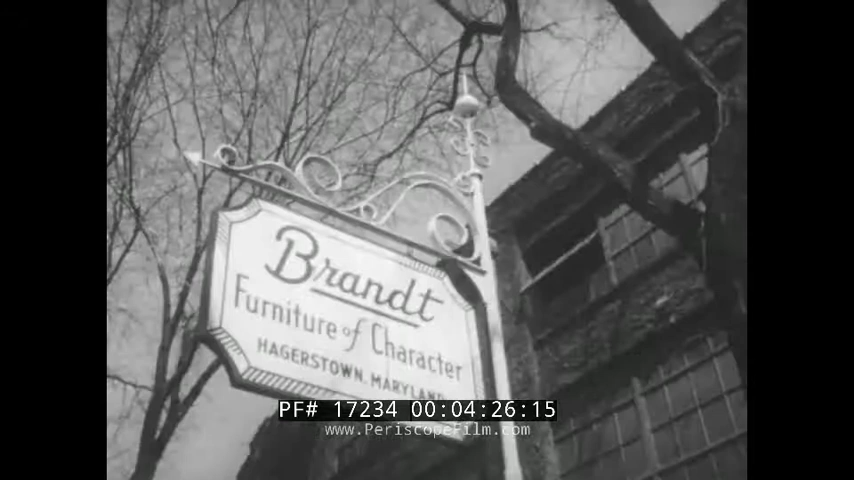 Brandt
Furniture of Character
HAGERSTOWN, MARYLAND
PF# 17234 00:04:26:15
www.PeriscopeFilm.com